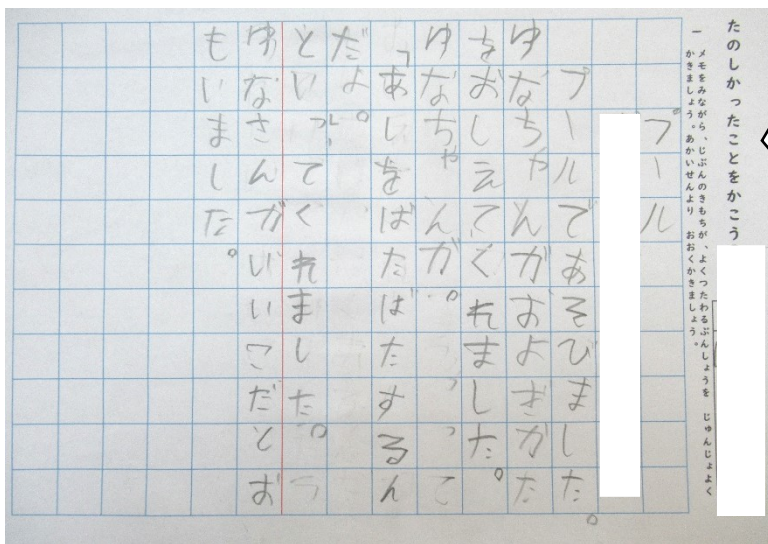 たのしかったことをかこう
一 メモをみながら、じぶんのきもちが、よくつたわるぶんしょうを じゅんじょよく
かきましょう。あかいせんより おおくかきましょう。
プール
プールであそびました。
ゆなちゃんがおよぎかた
をおしえてくれました。
ゆなちゃんが。
「あしをばたばたするん
だよ。」
といってくれました。
ゆなさんがいいこだとお
もいました。